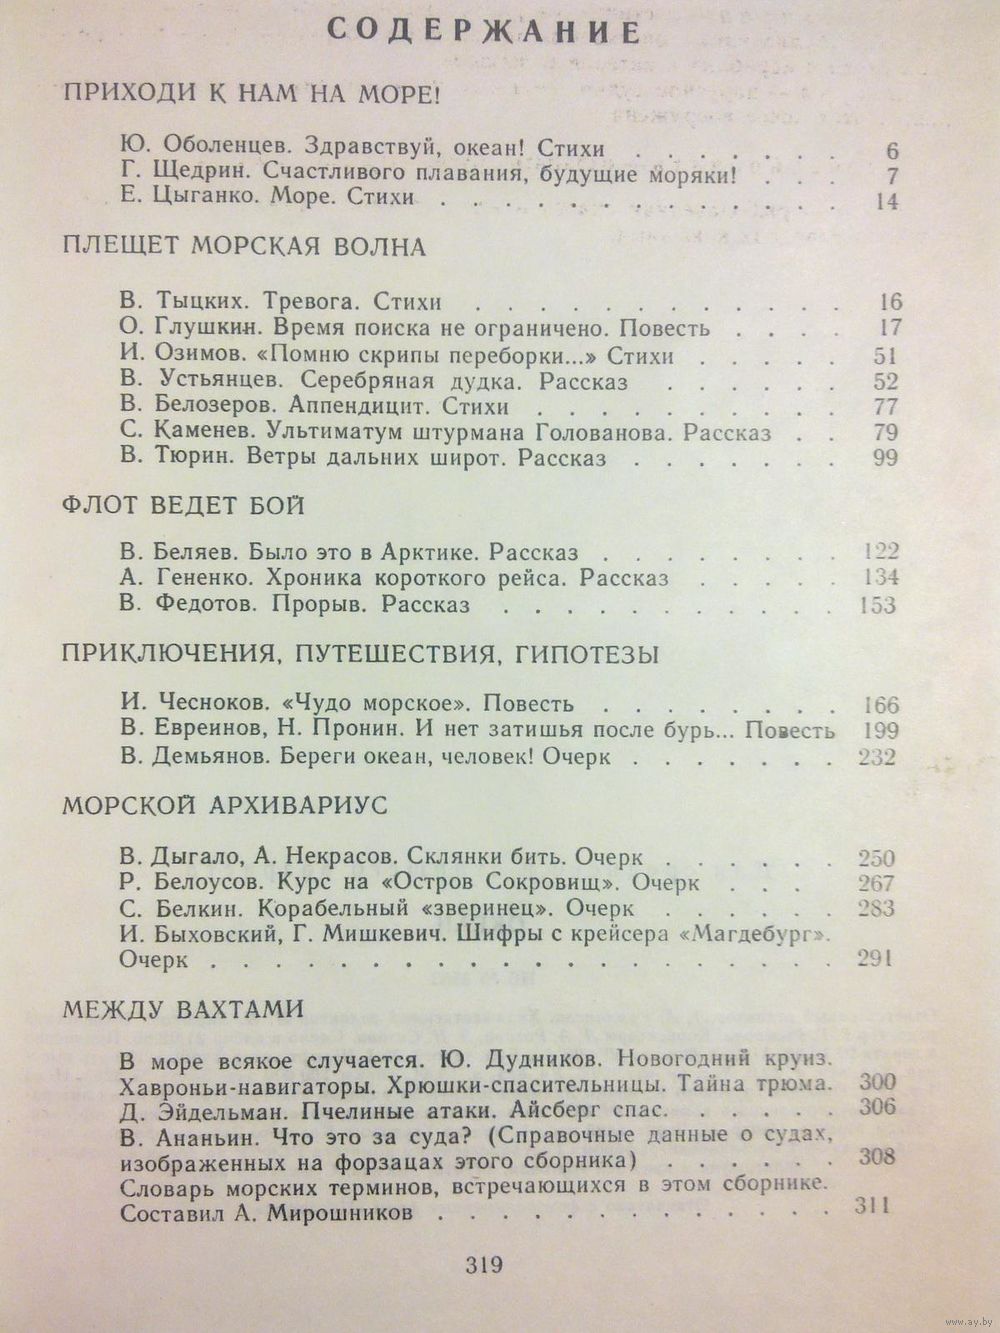 СОДЕРЖАНИЕ
ПРИХОДИ К НАМ НА МОРЕ!
Ю. Оболенцев. Здравствуй, океан! Стихи . . . . . . . 6
Г. Щедрин. Счастливого плавания, будущие моряки! . . . 7
Е. Цыганко. Море. Стихи . . . . . . . . . . . . . 14
ПЛЕЩЕТ МОРСКАЯ ВОЛНА
В. Тыцких. Тревога. Стихи . . . . . . . . . . . . 16
О. Глушкин. Время поиска не ограничено. Повесть . . . . 17
И. Озимов. «Помню скрипы переборки...» Стихи . . . . . 51
В. Устьянцев. Серебряная дудка. Рассказ . . . . . . 52
В. Белозеров. Аппендицит. Стихи . . . . . . . . . . 77
С. Каменев. Ультиматум штурмана Голованова. Рассказ . . 79
В. Тюрин. Ветры дальних широт. Рассказ . . . . . . . 99
ФЛОТ ВЕДЕТ БОЙ
В. Беляев. Было это в Арктике. Рассказ . . . . . . . . 122
А. Гененко. Хроника короткого рейса. Рассказ . . . . . 134
В. Федотов. Прорыв. Рассказ . . . . . . . . . . . 153
ПРИКЛЮЧЕНИЯ, ПУТЕШЕСТВИЯ, ГИПОТЕЗЫ
И. Чесноков. «Чудо морское». Повесть . . . . . . . . 166
В. Евреинов, Н. Пронин. И нет затишья после бурь... Повесть 199
В. Демьянов. Береги океан, человек! Очерк . . . . . . . 232
МОРСКОЙ АРХИВАРИУС
В. Дыгало, А. Некрасов. Склянки бить. Очерк . . . . . . 250
Р. Белоусов. Курс на «Остров Сокровищ». Очерк . . . 267
С. Белкин. Корабельный «зверинец». Очерк . . . . . . 283
И. Быховский, Г. Мишкевич. Шифры с крейсера «Магдебург».
Очерк . . . . . . . . . . . . . . . . . . . . 291
МЕЖДУ ВАХТАМИ
В море всякое случается. Ю. Дудников. Новогодний круиз.
Хавроньи-навигаторы. Хрюшки-спасительницы. Тайна трюма. 300
Д. Эйдельман. Пчелиные атаки. Айсберг спас. . . . . . 306
В. Ананьин. Что это за суда? (Справочные данные о судах,
изображенных на форзацах этого сборника) . . . . . . 308
Словарь морских терминов, встречающихся в этом сборнике.
Составил А. Мирошников . . . . . . . . . . . . . 311
319
www.ay.by